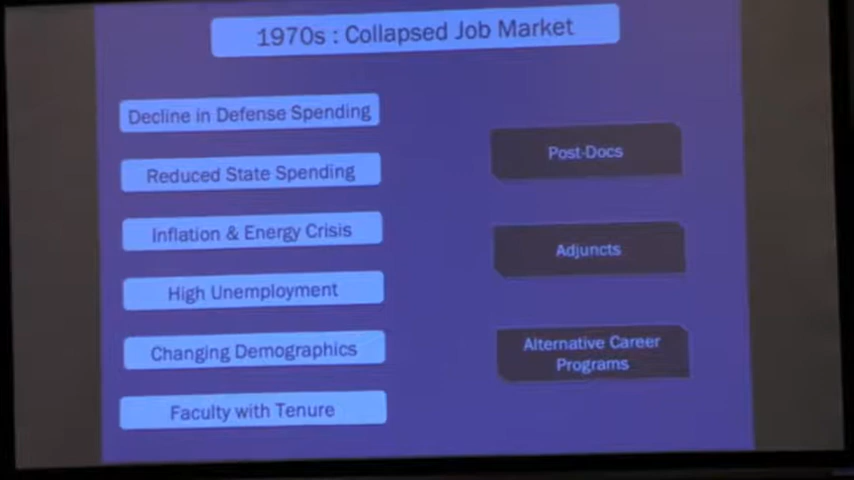 1970s : Collapsed Job Market
Decline in Defense Spending
Reduced State Spending
Inflation & Energy Crisis
High Unemployment
Changing Demographics
Faculty with Tenure
Post-Docs
Adjuncts
Alternative Career
Programs